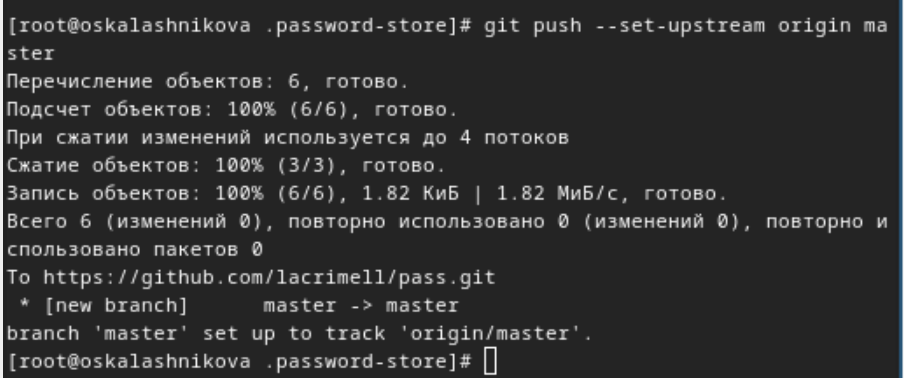 [root@oskalashnikova .password-store]# git push --set-upstream origin ma
ster
Перечисление объектов: 6, готово.
Подсчет объектов: 100% (6/6), готово.
При сжатии изменений используется до 4 потоков
Сжатие объектов: 100% (3/3), готово.
Запись объектов: 100% (6/6), 1.82 КиБ | 1.82 МиБ/с, готово.
Всего 6 (изменений 0), повторно использовано 0 (изменений 0), повторно и
спользовано пакетов 0
To https://github.com/lacrimell/pass.git
 * [new branch]      master -> master
branch 'master' set up to track 'origin/master'.
[root@oskalashnikova .password-store]#